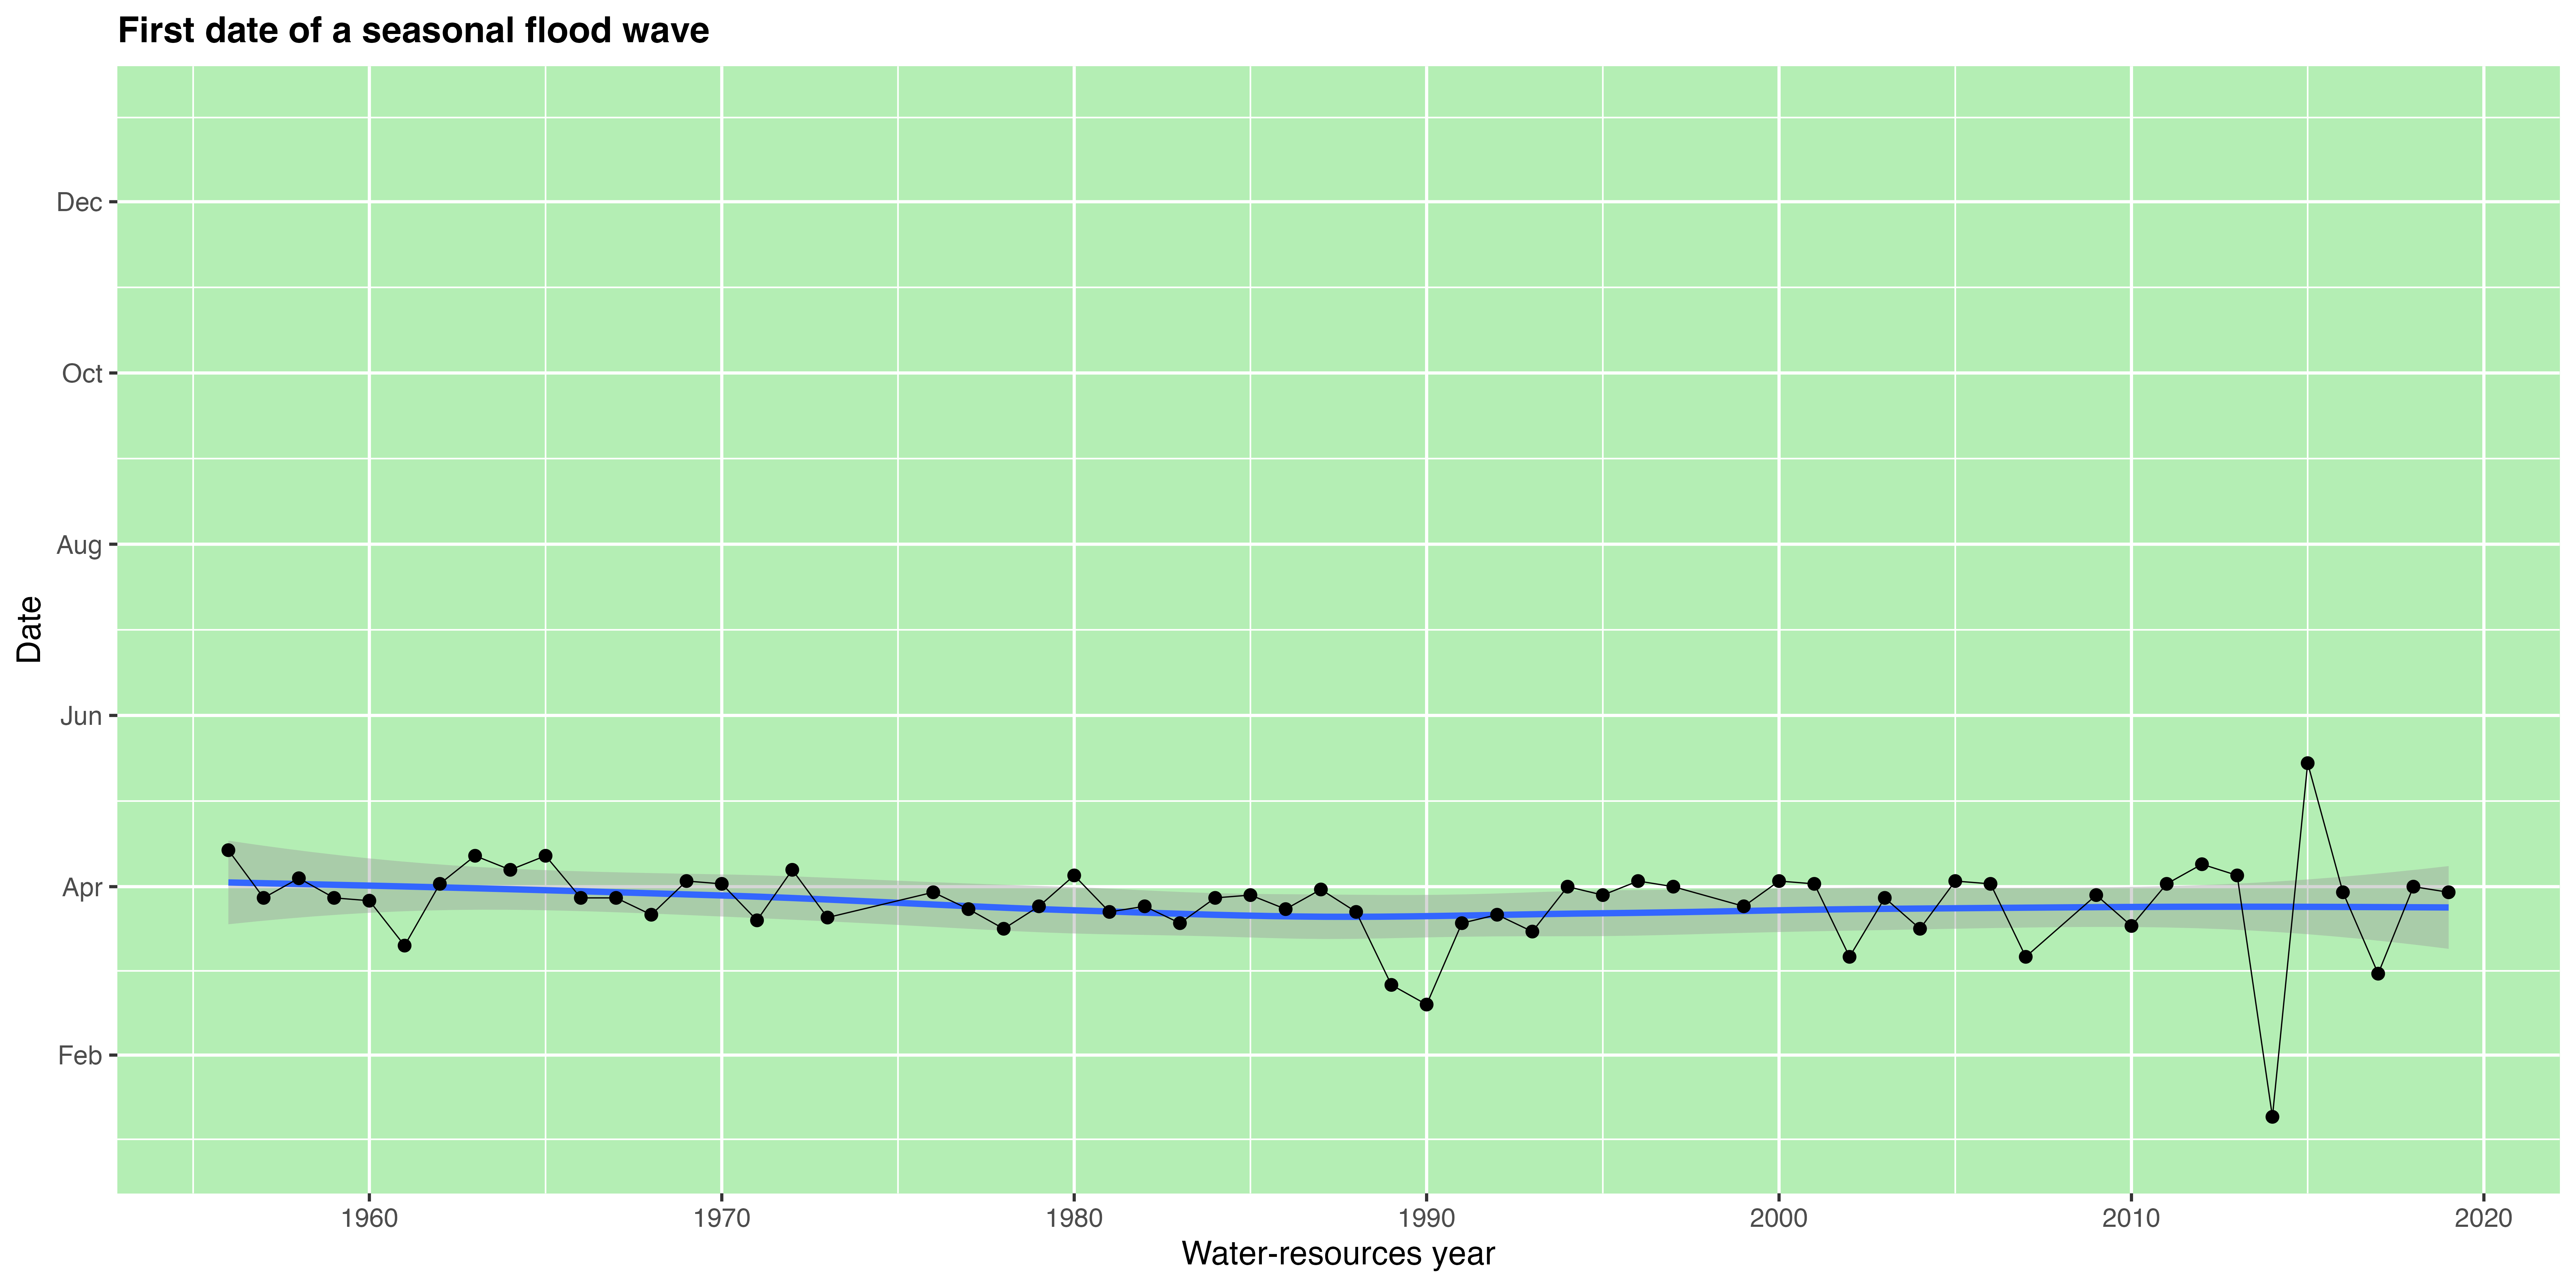 First date of a seasonal flood wave
Dec
Oct
Aug
Jun
Apr
Feb
Date
1960 1970 1980 1990 2000 2010 2020
Water-resources year